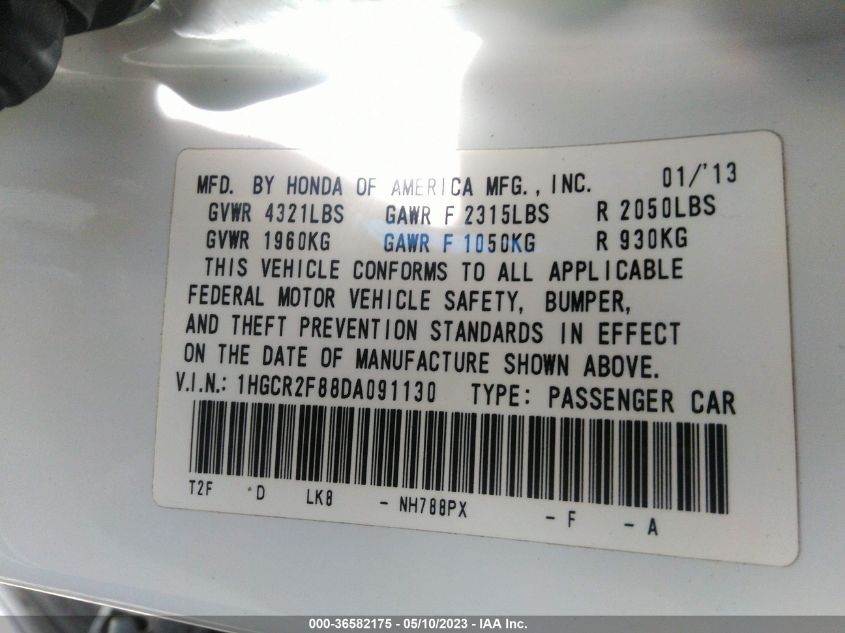 MFD. BY HONDA OF AMERICA MFG., INC. 01/'13
GVWR 4321LBS GAWR F 2315LBS R 2050LBS
GVWR 1960KG GAWR F 1050KG R 930KG
THIS VEHICLE CONFORMS TO ALL APPLICABLE
FEDERAL MOTOR VEHICLE SAFETY, BUMPER,
AND THEFT PREVENTION STANDARDS IN EFFECT
ON THE DATE OF MANUFACTURE SHOWN ABOVE.
V.I.N.: 1HGCR2F88DA091130 TYPE: PASSENGER CAR
T2F *D LK8 - NH788PX - F - A
000-36582175 - 05/10/2023 - IAA Inc.